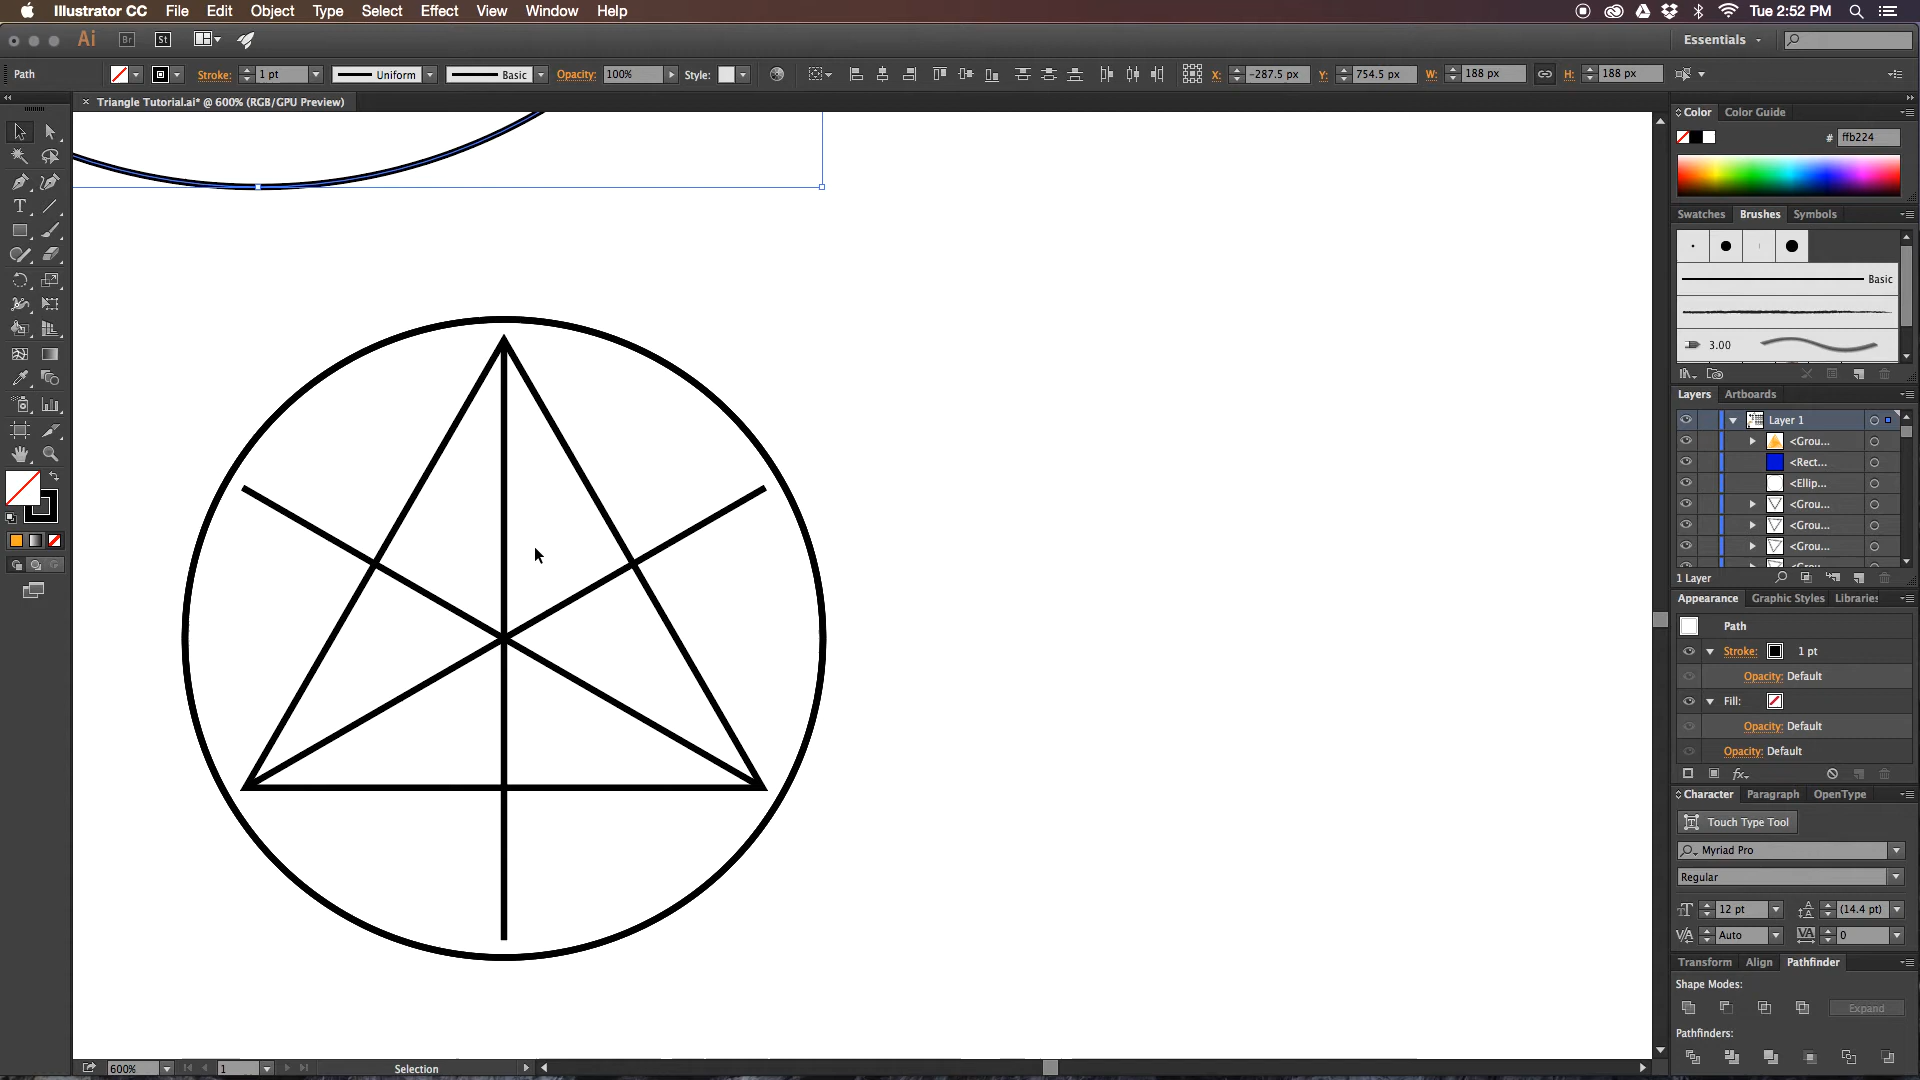 Illustrator CC File Edit Object Type Select Effect View Window Help Tue 2:52 PM
Ai Br St Essentials
Path Stroke: 1 pt Uniform Basic Opacity: 100% Style: X: -287.5 px Y: 754.5 px W: 188 px H: 188 px
× Triangle Tutorial.ai* @ 600% (RGB/GPU Preview)
Color Color Guide
# ffb224
Swatches Brushes Symbols
Basic
3.00
Layers Artboards
Layer 1
<Grou...
<Rect...
<Ellip...
<Grou...
<Grou...
<Grou...
1 Layer
Appearance Graphic Styles Libraries
Path
Stroke: 1 pt
Opacity: Default
Fill:
Opacity: Default
Opacity: Default
fx
Character Paragraph OpenType
Touch Type Tool
Myriad Pro
Regular
12 pt (14.4 pt)
Auto 0
Transform Align Pathfinder
Shape Modes:
Expand
Pathfinders:
600% 1 Selection